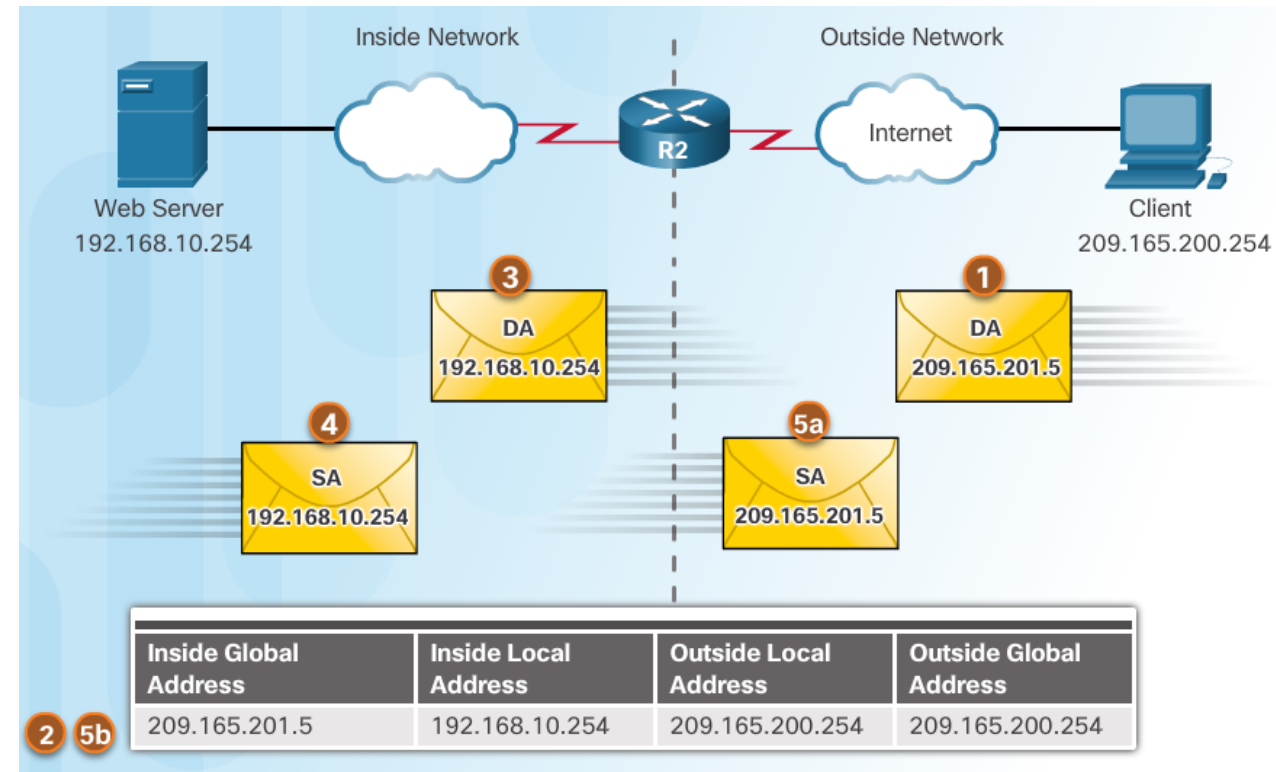 Inside Network
Outside Network
Internet
R2
Web Server
192.168.10.254
Client
209.165.200.254
3
DA
192.168.10.254
1
DA
209.165.201.5
4
SA
192.168.10.254
5a
SA
209.165.201.5
Inside Global Address
Inside Local Address
Outside Local Address
Outside Global Address
2
5b
209.165.201.5
192.168.10.254
209.165.200.254
209.165.200.254